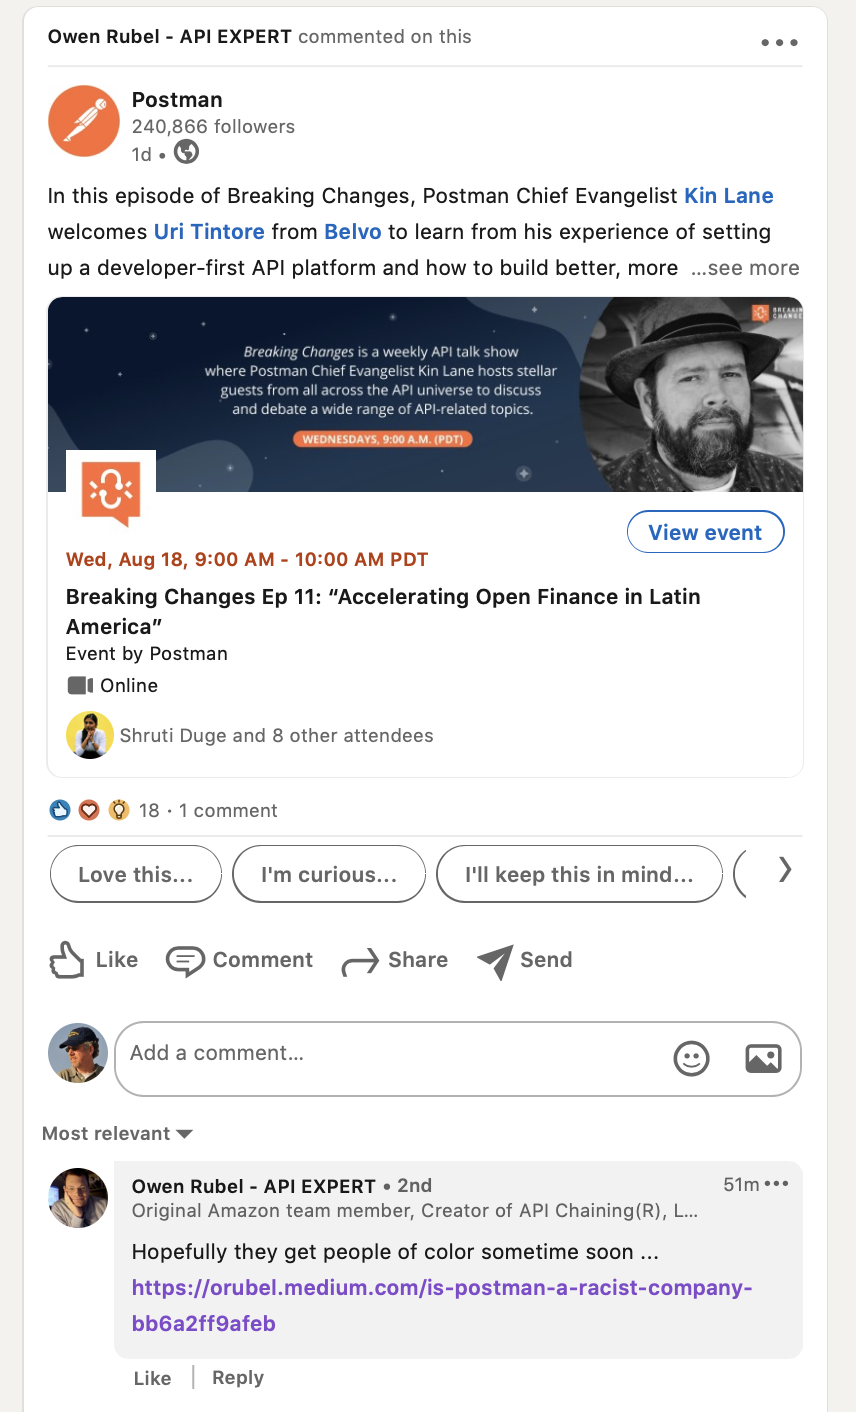 Owen Rubel - API EXPERT commented on this
Postman
240,866 followers
1d •
In this episode of Breaking Changes, Postman Chief Evangelist Kin Lane
welcomes Uri Tintore from Belvo to learn from his experience of setting
up a developer-first API platform and how to build better, more ...see more
Breaking Changes is a weekly API talk show
where Postman Chief Evangelist Kin Lane hosts stellar
guests from all across the API universe to discuss
and debate a wide range of API-related topics.
WEDNESDAYS, 9:00 A.M. (PDT)
View event
Wed, Aug 18, 9:00 AM - 10:00 AM PDT
Breaking Changes Ep 11: “Accelerating Open Finance in Latin
America”
Event by Postman
Online
Shruti Duge and 8 other attendees
18 · 1 comment
Love this...
I'm curious...
I'll keep this in mind...
Like
Comment
Share
Send
Add a comment...
Most relevant
Owen Rubel - API EXPERT • 2nd
51m
Original Amazon team member, Creator of API Chaining(R), L...
Hopefully they get people of color sometime soon ...
https://orubel.medium.com/is-postman-a-racist-company-
bb6a2ff9afeb
Like
Reply